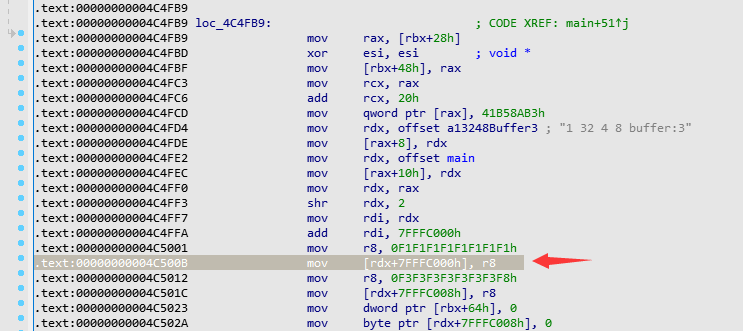 .text:00000000004C4FB9
.text:00000000004C4FB9 loc_4C4FB9: ; CODE XREF: main+51↑j
.text:00000000004C4FB9 mov rax, [rbx+28h]
.text:00000000004C4FBD xor esi, esi ; void *
.text:00000000004C4FBF mov [rbx+48h], rax
.text:00000000004C4FC3 mov rcx, rax
.text:00000000004C4FC6 add rcx, 20h
.text:00000000004C4FCD mov qword ptr [rax], 41B58AB3h
.text:00000000004C4FD4 mov rdx, offset a13248Buffer3 ; "1 32 4 8 buffer:3"
.text:00000000004C4FDE mov [rax+8], rdx
.text:00000000004C4FE2 mov rdx, offset main
.text:00000000004C4FEC mov [rax+10h], rdx
.text:00000000004C4FF0 mov rdx, rax
.text:00000000004C4FF3 shr rdx, 2
.text:00000000004C4FF7 mov rdi, rdx
.text:00000000004C4FFA add rdi, 7FFFC000h
.text:00000000004C5001 mov r8, 0F1F1F1F1F1F1F1F1h
.text:00000000004C500B mov [rdx+7FFFC000h], r8
.text:00000000004C5012 mov r8, 0F3F3F3F3F3F3F3F8h
.text:00000000004C501C mov [rdx+7FFFC008h], r8
.text:00000000004C5023 mov dword ptr [rbx+64h], 0
.text:00000000004C502A mov byte ptr [rdx+7FFFC008h], 0